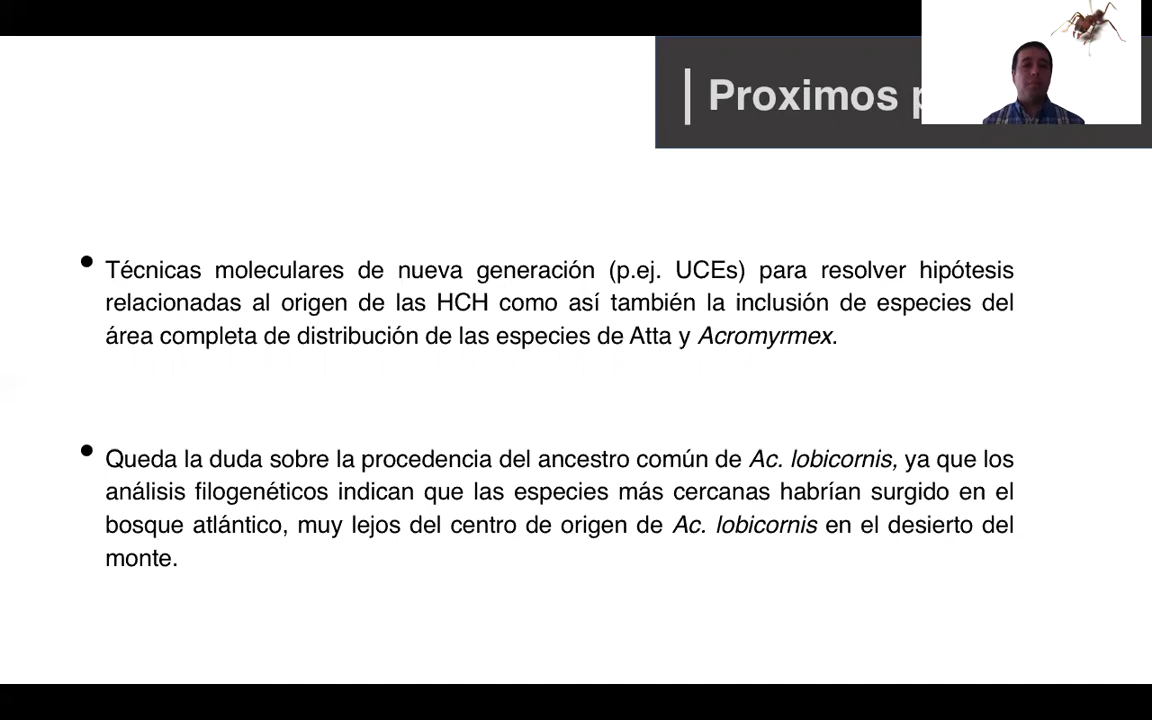 Proximos
• Técnicas moleculares de nueva generación (p.ej. UCEs) para resolver hipótesis
relacionadas al origen de las HCH como así también la inclusión de especies del
área completa de distribución de las especies de Atta y Acromyrmex.
• Queda la duda sobre la procedencia del ancestro común de Ac. lobicornis, ya que los
análisis filogenéticos indican que las especies más cercanas habrían surgido en el
bosque atlántico, muy lejos del centro de origen de Ac. lobicornis en el desierto del
monte.